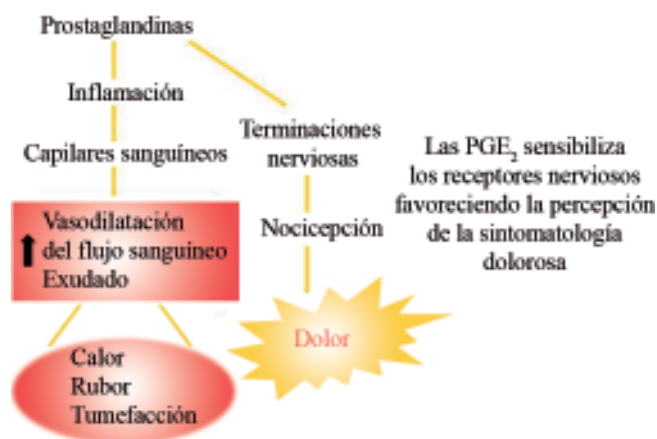 Prostaglandinas
Inflamación
Capilares sanguíneos
Vasodilatación
del flujo sanguíneo
Exudado
Calor
Rubor
Tumefacción
Terminaciones
nerviosas
Nocicepción
Dolor
Las PGE₂ sensibiliza
los receptores nerviosos
favoreciendo la percepción
de la sintomatología
dolorosa